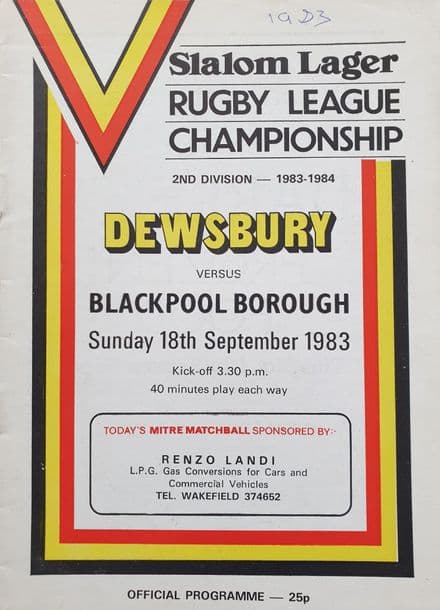 19D3
Slalom Lager
RUGBY LEAGUE
CHAMPIONSHIP
2ND DIVISION — 1983-1984
DEWSBURY
VERSUS
BLACKPOOL BOROUGH
Sunday 18th September 1983
Kick-off 3.30 p.m.
40 minutes play each way
TODAY'S MITRE MATCHBALL SPONSORED BY:-
RENZO LANDI
L.P.G. Gas Conversions for Cars and
Commercial Vehicles
TEL. WAKEFIELD 374652
OFFICIAL PROGRAMME — 25p